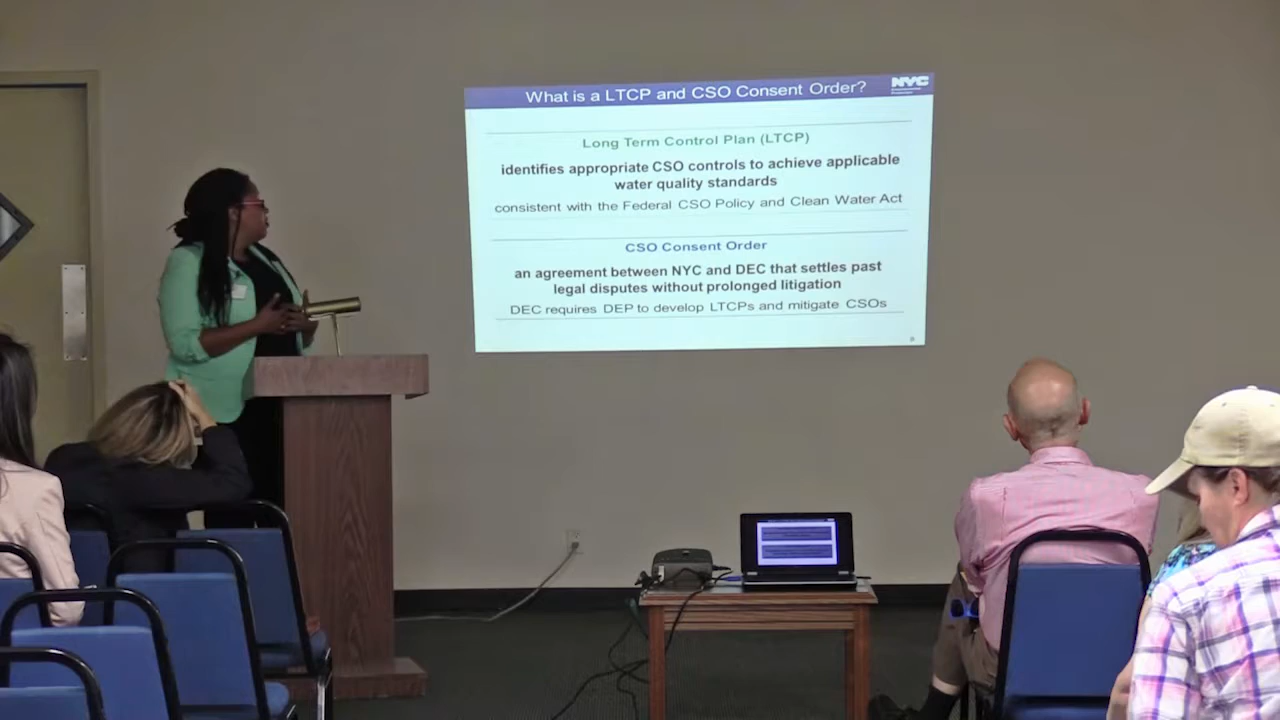 What is a LTCP and CSO Consent Order?
NYC
Long Term Control Plan (LTCP)
identifies appropriate CSO controls to achieve applicable
water quality standards
consistent with the Federal CSO Policy and Clean Water Act
CSO Consent Order
an agreement between NYC and DEC that settles past
legal disputes without prolonged litigation
DEC requires DEP to develop LTCPs and mitigate CSOs